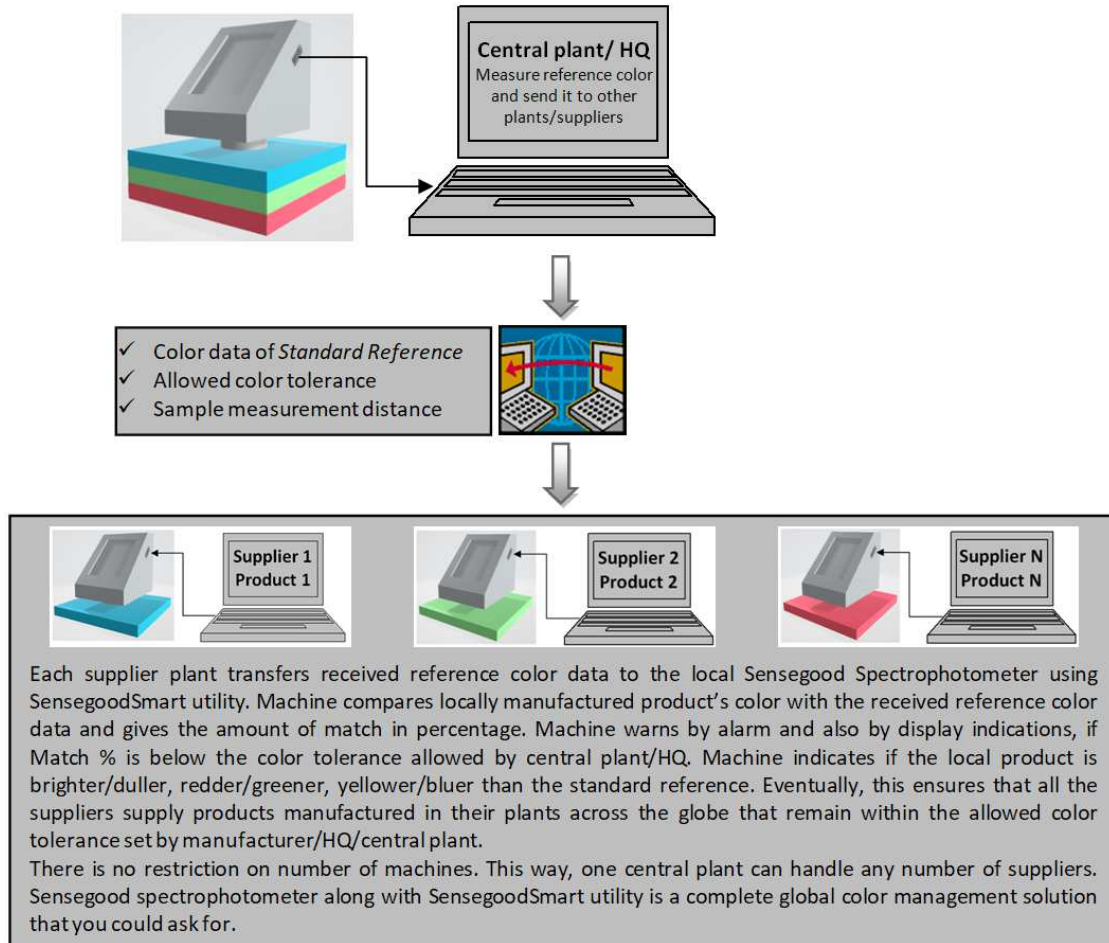 Central plant/ HQ
Measure reference color
and send it to other
plants/suppliers
✓ Color data of Standard Reference
✓ Allowed color tolerance
✓ Sample measurement distance
Supplier 1
Product 1
Supplier 2
Product 2
Supplier N
Product N
Each supplier plant transfers received reference color data to the local Sensegood Spectrophotometer using
SensegoodSmart utility. Machine compares locally manufactured product’s color with the received reference color
data and gives the amount of match in percentage. Machine warns by alarm and also by display indications, if
Match % is below the color tolerance allowed by central plant/HQ. Machine indicates if the local product is
brighter/duller, redder/greener, yellower/bluer than the standard reference. Eventually, this ensures that all the
suppliers supply products manufactured in their plants across the globe that remain within the allowed color
tolerance set by manufacturer/HQ/central plant.
There is no restriction on number of machines. This way, one central plant can handle any number of suppliers.
Sensegood spectrophotometer along with SensegoodSmart utility is a complete global color management solution
that you could ask for.